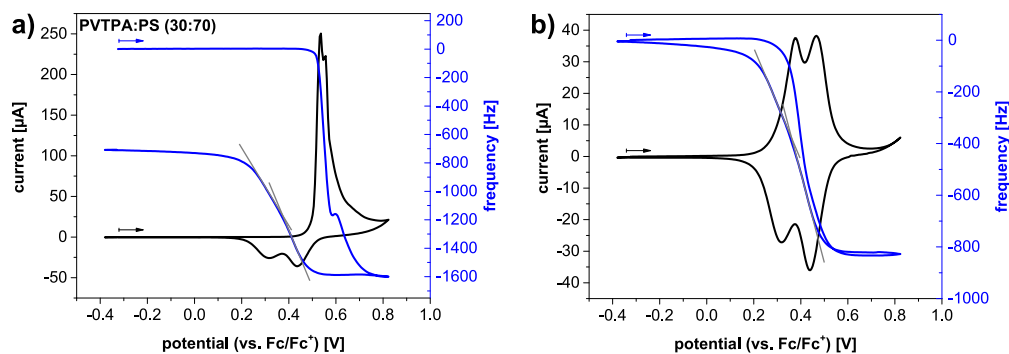 a)
PVTPA:PS (30:70)
250
200
150
100
50
0
-50
current [µA]
200
0
-200
-400
-600
-800
-1000
-1200
-1400
-1600
frequency [Hz]
-0.4 -0.2 0.0 0.2 0.4 0.6 0.8 1.0
potential (vs. Fc/Fc⁺) [V]
b)
40
30
20
10
0
-10
-20
-30
-40
current [µA]
0
-200
-400
-600
-800
-1000
frequency [Hz]
-0.4 -0.2 0.0 0.2 0.4 0.6 0.8 1.0
potential (vs. Fc/Fc⁺) [V]